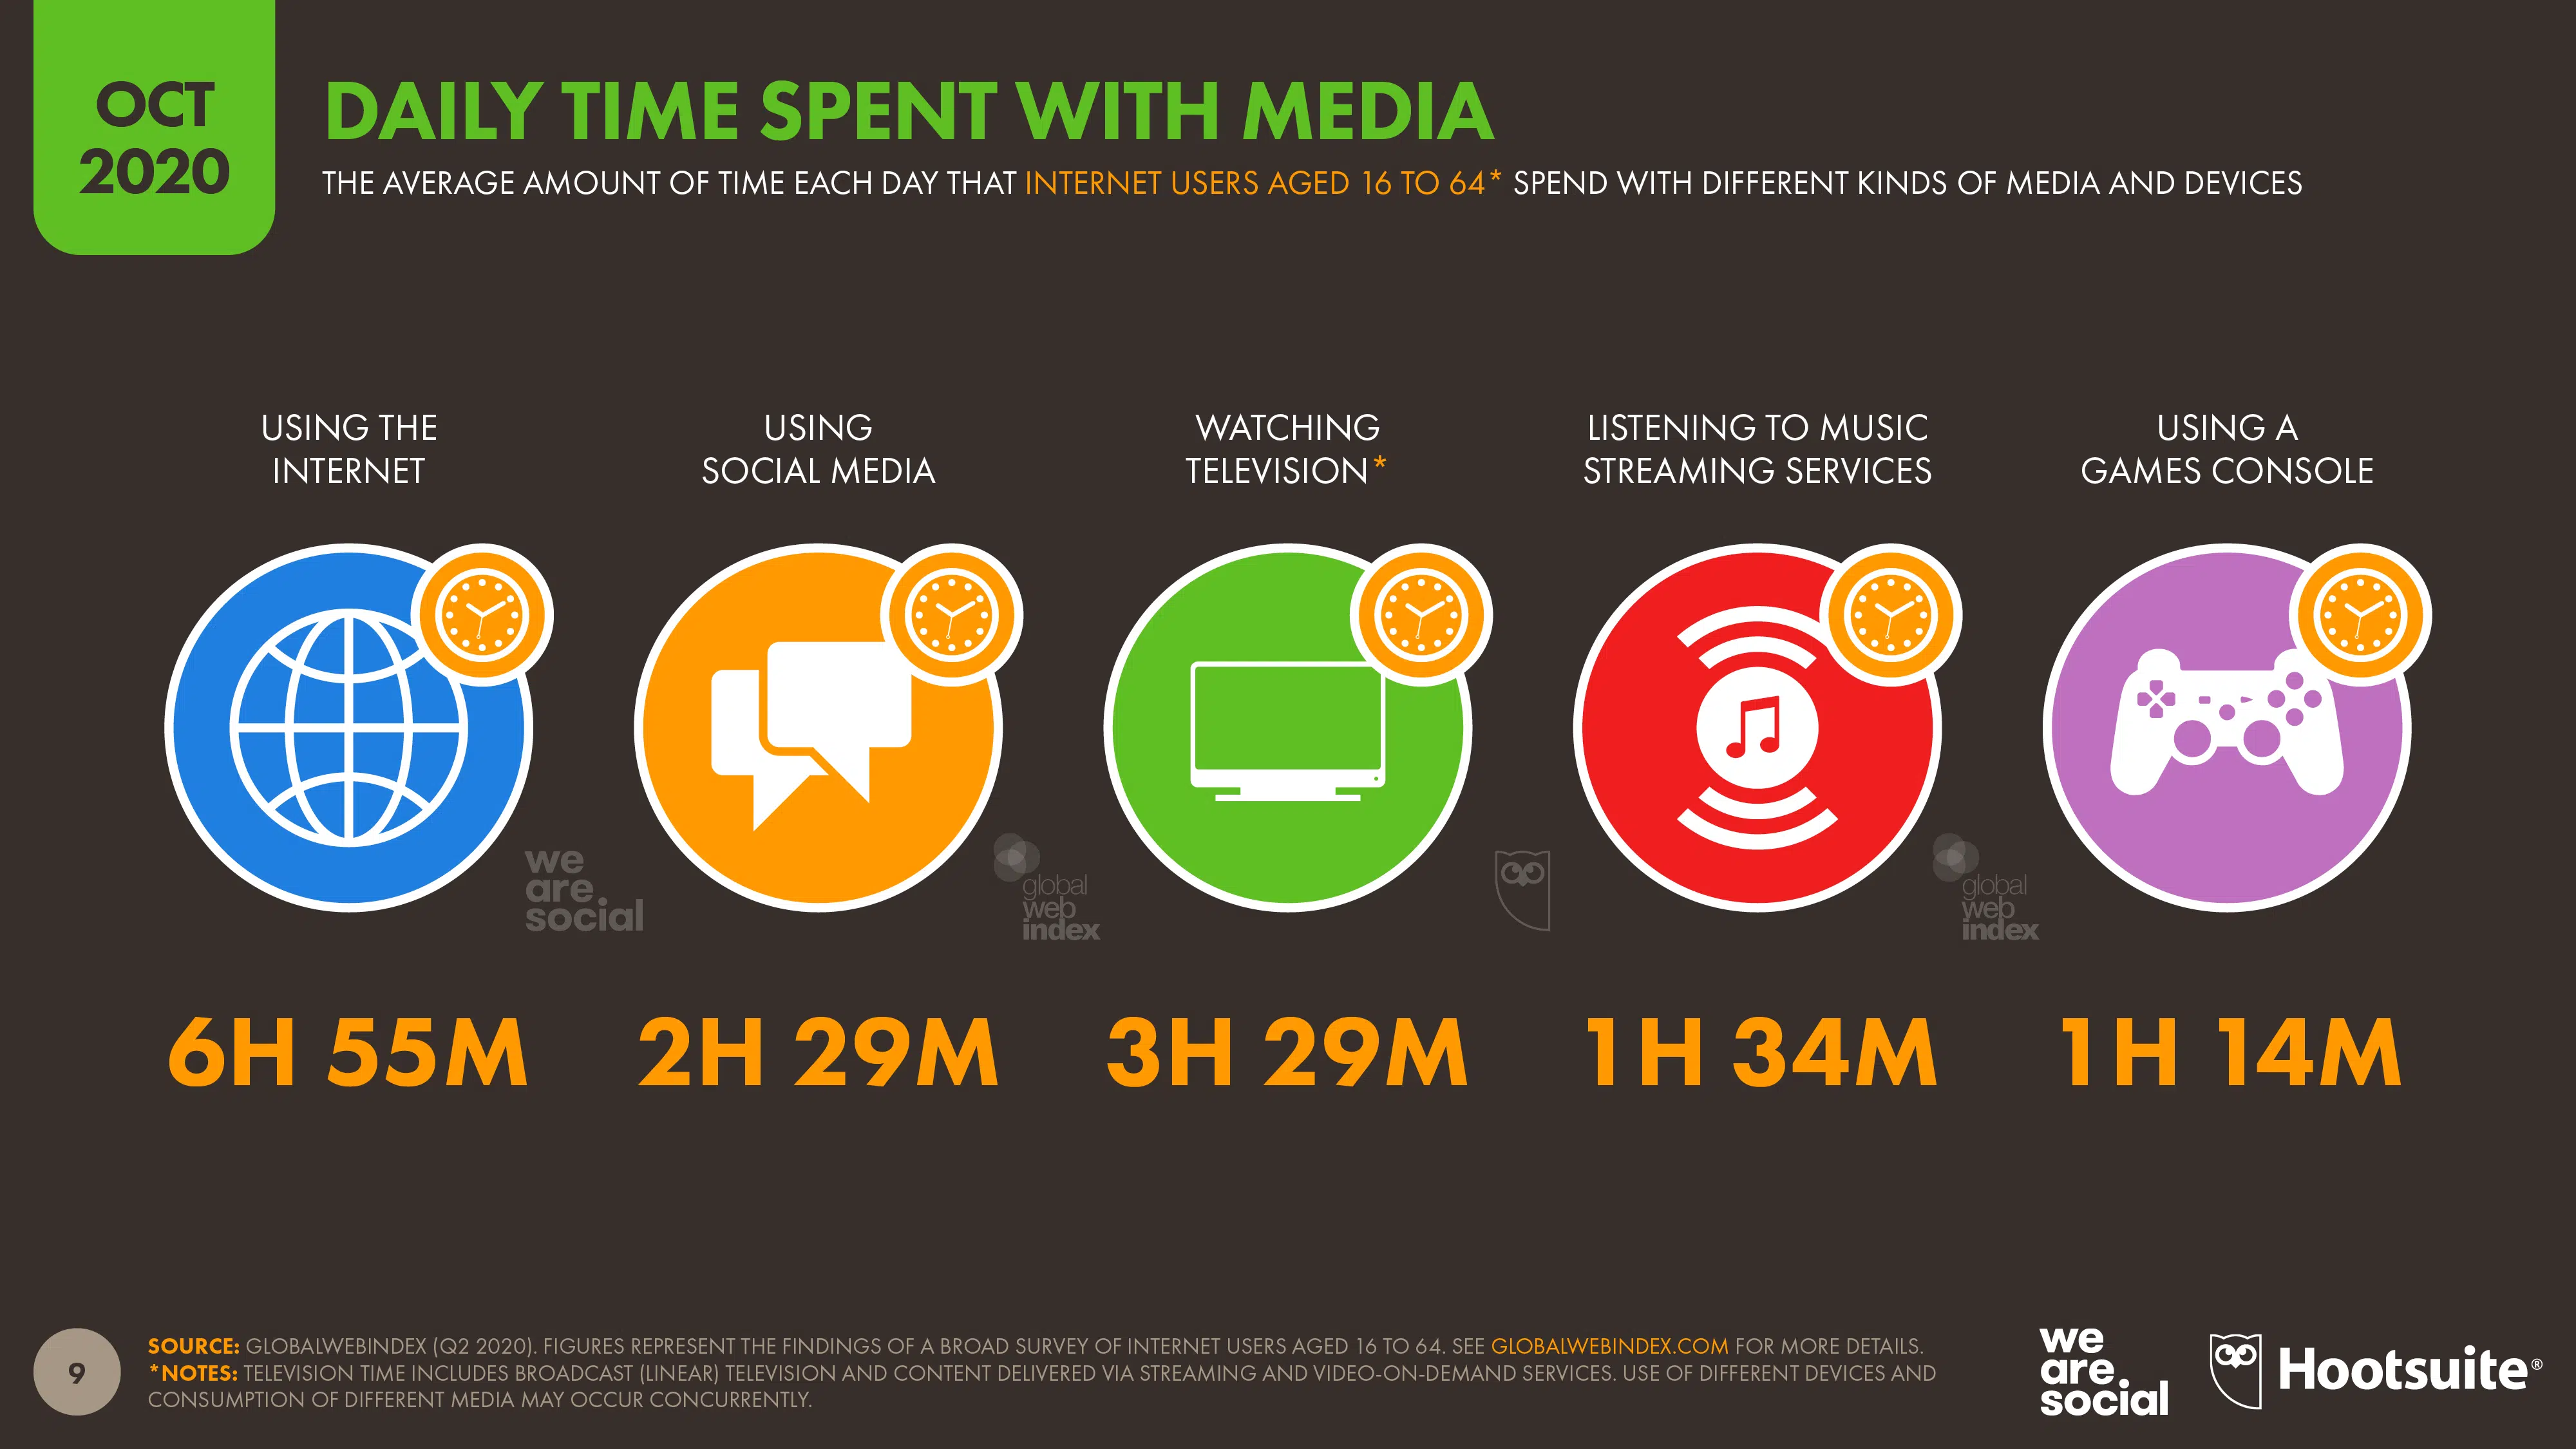 OCT
2020
DAILY TIME SPENT WITH MEDIA
THE AVERAGE AMOUNT OF TIME EACH DAY THAT INTERNET USERS AGED 16 TO 64* SPEND WITH DIFFERENT KINDS OF MEDIA AND DEVICES
USING THE
INTERNET
USING
SOCIAL MEDIA
WATCHING
TELEVISION*
LISTENING TO MUSIC
STREAMING SERVICES
USING A
GAMES CONSOLE
we
are
social
global
web
index
global
web
index
6H 55M
2H 29M
3H 29M
1H 34M
1H 14M
9
SOURCE: GLOBALWEBINDEX (Q2 2020). FIGURES REPRESENT THE FINDINGS OF A BROAD SURVEY OF INTERNET USERS AGED 16 TO 64. SEE GLOBALWEBINDEX.COM FOR MORE DETAILS.
*NOTES: TELEVISION TIME INCLUDES BROADCAST (LINEAR) TELEVISION AND CONTENT DELIVERED VIA STREAMING AND VIDEO-ON-DEMAND SERVICES. USE OF DIFFERENT DEVICES AND
CONSUMPTION OF DIFFERENT MEDIA MAY OCCUR CONCURRENTLY.
we
are
social
Hootsuite®